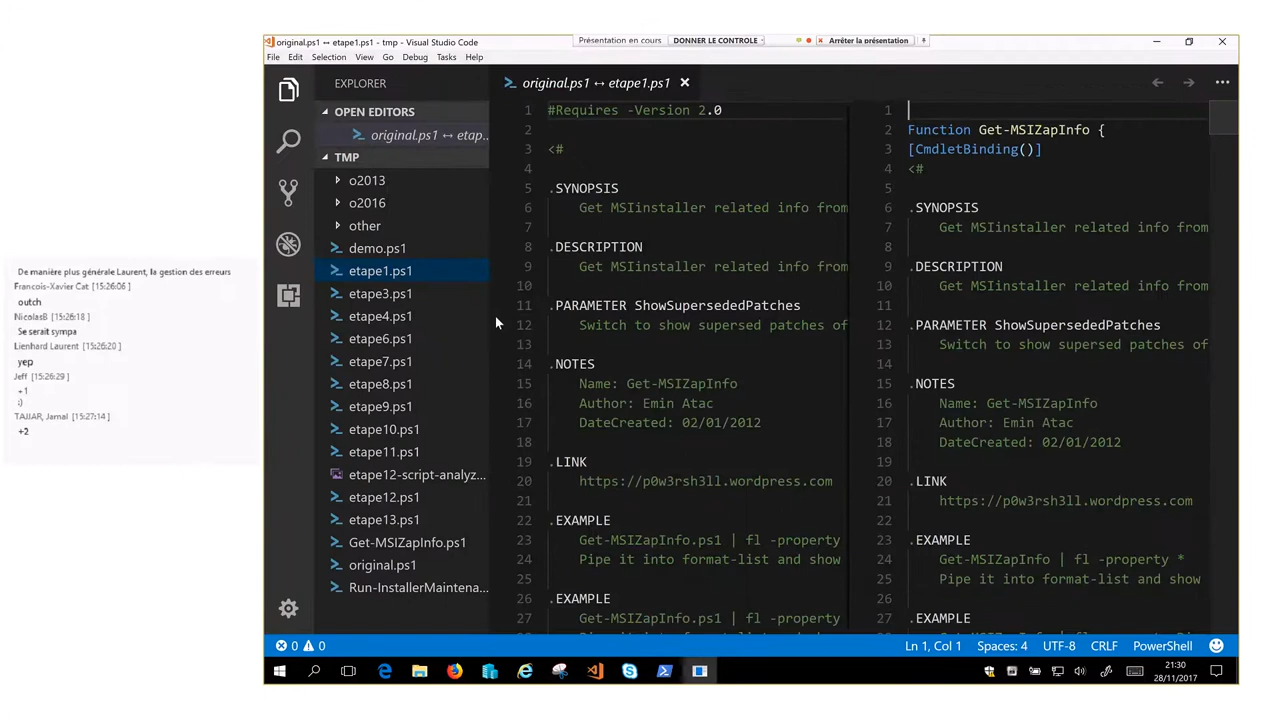 original.ps1 ↔ etape1.ps1 - tmp - Visual Studio Code
Présentation en cours
DONNER LE CONTROLE
Arrêter la présentation
File Edit Selection View Go Debug Tasks Help
EXPLORER
OPEN EDITORS
original.ps1 ↔ etap...
TMP
o2013
o2016
other
demo.ps1
etape1.ps1
etape3.ps1
etape4.ps1
etape6.ps1
etape7.ps1
etape8.ps1
etape9.ps1
etape10.ps1
etape11.ps1
etape12-script-analyz...
etape12.ps1
etape13.ps1
Get-MSIZapInfo.ps1
original.ps1
Run-InstallerMaintena...
original.ps1 ↔ etape1.ps1
1 #Requires -Version 2.0
2
3 <#
4
5 .SYNOPSIS
6 Get MSIinstaller related info from
7
8 .DESCRIPTION
9 Get MSIinstaller related info from
10
11 .PARAMETER ShowSupersededPatches
12 Switch to show supersed patches of
13
14 .NOTES
15 Name: Get-MSIZapInfo
16 Author: Emin Atac
17 DateCreated: 02/01/2012
18
19 .LINK
20 https://p0w3rsh3ll.wordpress.com
21
22 .EXAMPLE
23 Get-MSIZapInfo.ps1 | fl -property
24 Pipe it into format-list and show
25
26 .EXAMPLE
27 Get-MSIZapInfo.ps1 | fl -property
1
2 Function Get-MSIZapInfo {
3 [CmdletBinding()]
4 <#
5
6 .SYNOPSIS
7 Get MSIinstaller related info from
8
9 .DESCRIPTION
10 Get MSIinstaller related info from
11
12 .PARAMETER ShowSupersededPatches
13 Switch to show supersed patches of
14
15 .NOTES
16 Name: Get-MSIZapInfo
17 Author: Emin Atac
18 DateCreated: 02/01/2012
19
20 .LINK
21 https://p0w3rsh3ll.wordpress.com
22
23 .EXAMPLE
24 Get-MSIZapInfo | fl -property *
25 Pipe it into format-list and show
26
27 .EXAMPLE
0 0
Ln 1, Col 1 Spaces: 4 UTF-8 CRLF PowerShell
21:30
28/11/2017
De manière plus générale Laurent, la gestion des erreurs
Francois-Xavier Cat [15:26:06]
outch
NicolasB [15:26:18]
Se serait sympa
Lienhard Laurent [15:26:20]
yep
Jeff [15:26:29]
+1
:)
TAJJAR, Jamal [15:27:14]
+2